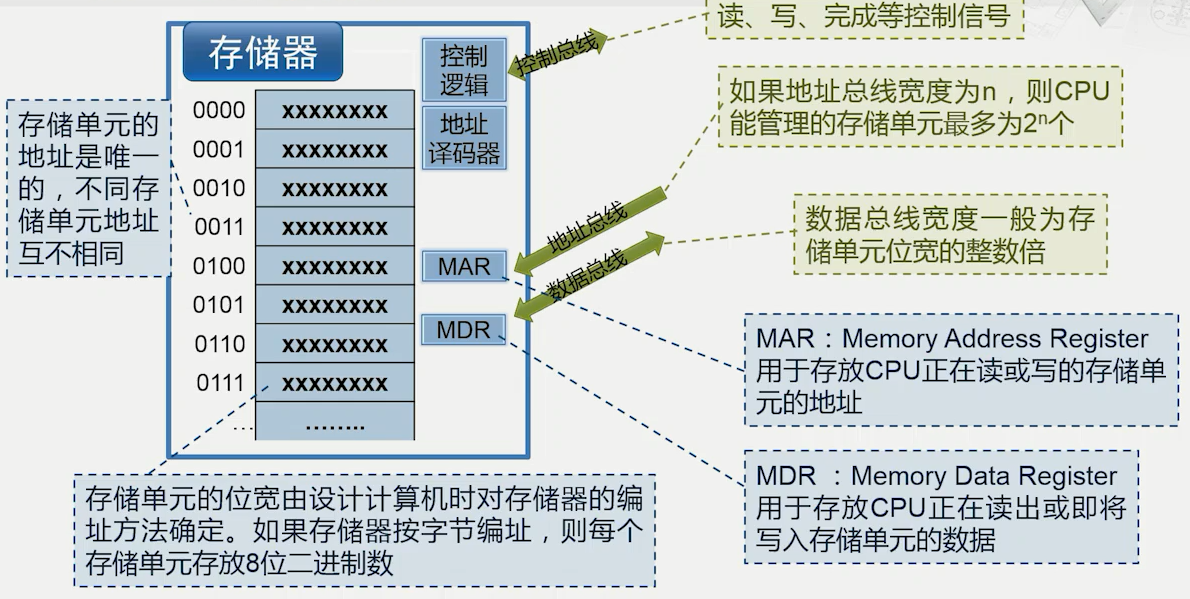 读、写、完成等控制信号
存储器
控制
逻辑
控制总线
如果地址总线宽度为n，则CPU
能管理的存储单元最多为2ⁿ个
存储单元的
地址是唯一
的，不同存
储单元地址
互不相同
0000 xxxxxxxx
0001 xxxxxxxx
0010 xxxxxxxx
0011 xxxxxxxx
0100 xxxxxxxx
0101 xxxxxxxx
0110 xxxxxxxx
0111 xxxxxxxx
... ........
地址
译码器
地址总线
数据总线宽度一般为存
储单元位宽的整数倍
MAR
数据总线
MDR
MAR：Memory Address Register
用于存放CPU正在读或写的存储单
元的地址
MDR ：Memory Data Register
用于存放CPU正在读出或即将
写入存储单元的数据
存储单元的位宽由设计计算机时对存储器的编
址方法确定。如果存储器按字节编址，则每个
存储单元存放8位二进制数